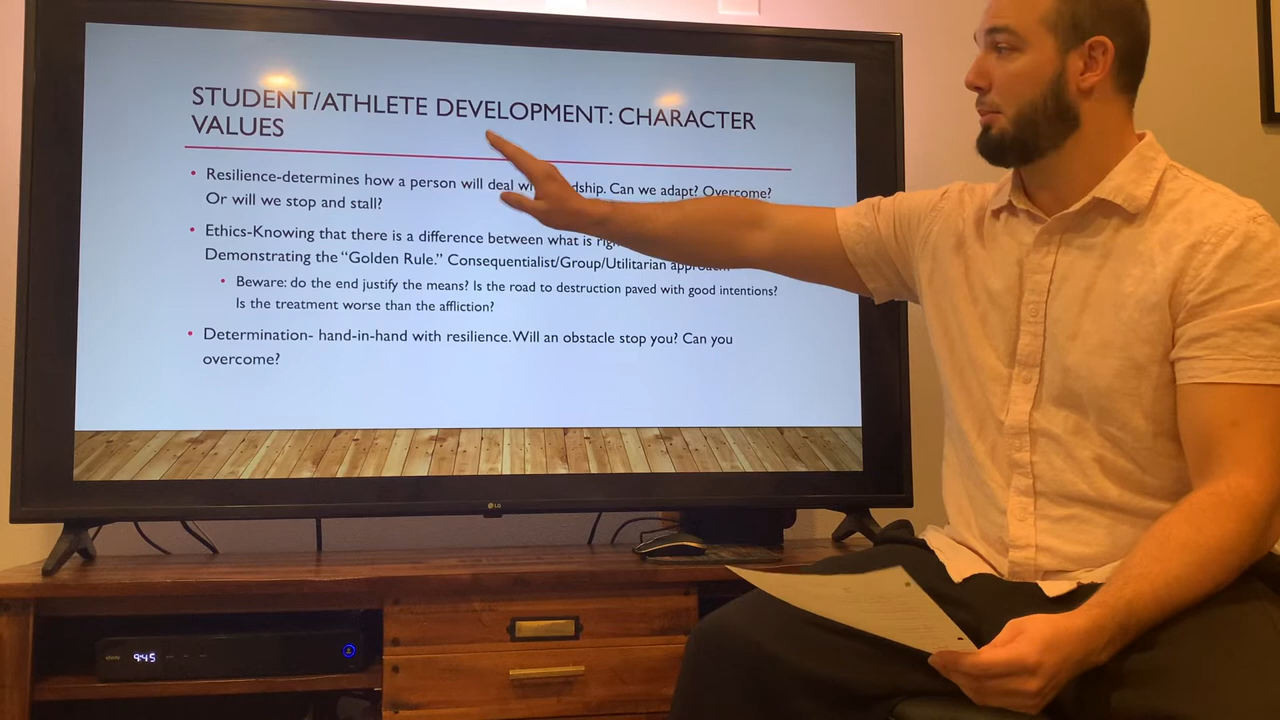 STUDENT/ATHLETE DEVELOPMENT: CHARACTER
VALUES
• Resilience-determines how a person will deal dship. Can we adapt? Overcome?
Or will we stop and stall?
• Ethics-Knowing that there is a difference between what is
Demonstrating the “Golden Rule.” Consequentialist/Group/Utilitarian
• Beware: do the end justify the means? Is the road to destruction paved with good intentions?
Is the treatment worse than the affliction?
• Determination- hand-in-hand with resilience. Will an obstacle stop you? Can you
overcome?
LG
xfinity 9:45